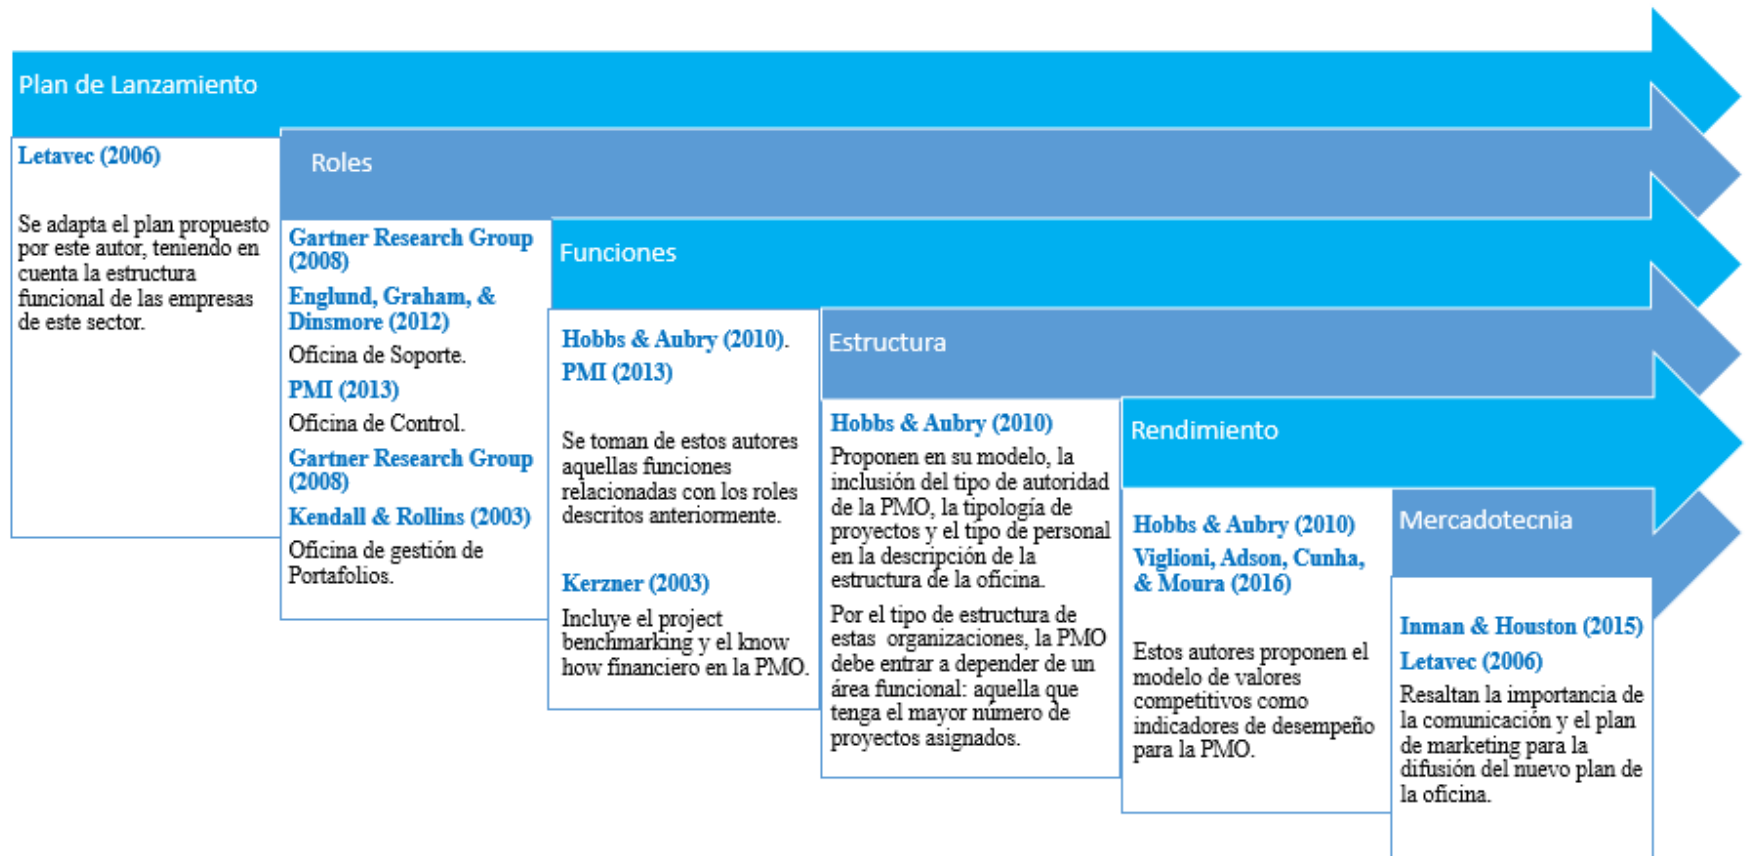 Plan de Lanzamiento
Letavec (2006)
Se adapta el plan propuesto
por este autor, teniendo en
cuenta la estructura
funcional de las empresas
de este sector.
Roles
Gartner Research Group
(2008)
Englund, Graham, &
Dinsmore (2012)
Oficina de Soporte.
PMI (2013)
Oficina de Control.
Gartner Research Group
(2008)
Kendall & Rollins (2003)
Oficina de gestión de
Portafolios.
Funciones
Hobbs & Aubry (2010).
PMI (2013)
Se toman de estos autores
aquellas funciones
relacionadas con los roles
descritos anteriormente.
Kerzner (2003)
Incluye el project
benchmarking y el know
how financiero en la PMO.
Estructura
Hobbs & Aubry (2010)
Proponen en su modelo, la
inclusión del tipo de autoridad
de la PMO, la tipología de
proyectos y el tipo de personal
en la descripción de la
estructura de la oficina.
Por el tipo de estructura de
estas organizaciones, la PMO
debe entrar a depender de un
área funcional: aquella que
tenga el mayor número de
proyectos asignados.
Rendimiento
Hobbs & Aubry (2010)
Viglioni, Adson, Cunha,
& Moura (2016)
Estos autores proponen el
modelo de valores
competitivos como
indicadores de desempeño
para la PMO.
Mercadotecnia
Inman & Houston (2015)
Letavec (2006)
Resaltan la importancia de
la comunicación y el plan
de marketing para la
difusión del nuevo plan de
la oficina.